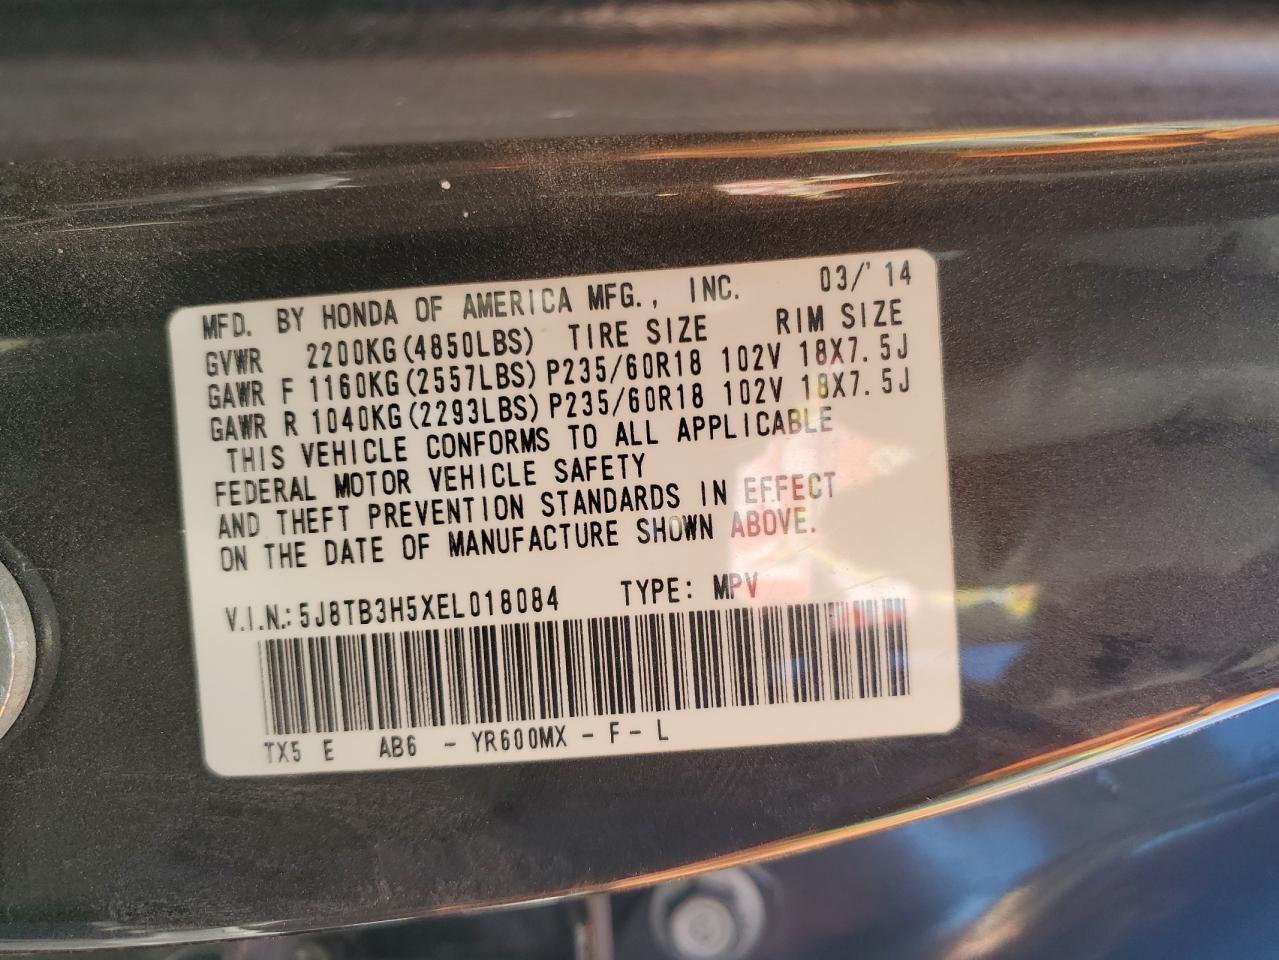 MFD. BY HONDA OF AMERICA MFG., INC. 03/'14
GVWR 2200KG(4850LBS) TIRE SIZE RIM SIZE
GAWR F 1160KG(2557LBS) P235/60R18 102V 18X7.5J
GAWR R 1040KG(2293LBS) P235/60R18 102V 18X7.5J
THIS VEHICLE CONFORMS TO ALL APPLICABLE
FEDERAL MOTOR VEHICLE SAFETY
AND THEFT PREVENTION STANDARDS IN EFFECT
ON THE DATE OF MANUFACTURE SHOWN ABOVE.
V.I.N.: 5J8TB3H5XEL018084 TYPE: MPV
TX5 E AB6 - YR600MX - F - L